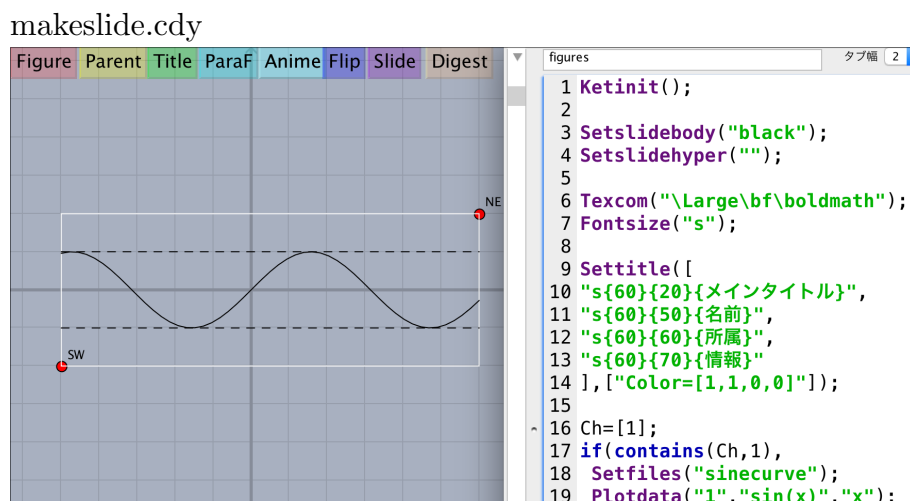 makeslide.cdy
Figure Parent Title ParaF Anime Flip Slide Digest
figures タブ幅 2
NE
SW
1 Ketinit();
2
3 Setslidebody("black");
4 Setslidehyper("");
5
6 Texcom("\Large\bf\boldmath");
7 Fontsize("s");
8
9 Settitle([
10 "s{60}{20}{メインタイトル}",
11 "s{60}{50}{名前}",
12 "s{60}{60}{所属}",
13 "s{60}{70}{情報}"
14 ],["Color=[1,1,0,0]"]);
15
16 Ch=[1];
17 if(contains(Ch,1),
18 Setfiles("sinecurve");
19 Plotdata("1","sin(x)","x");